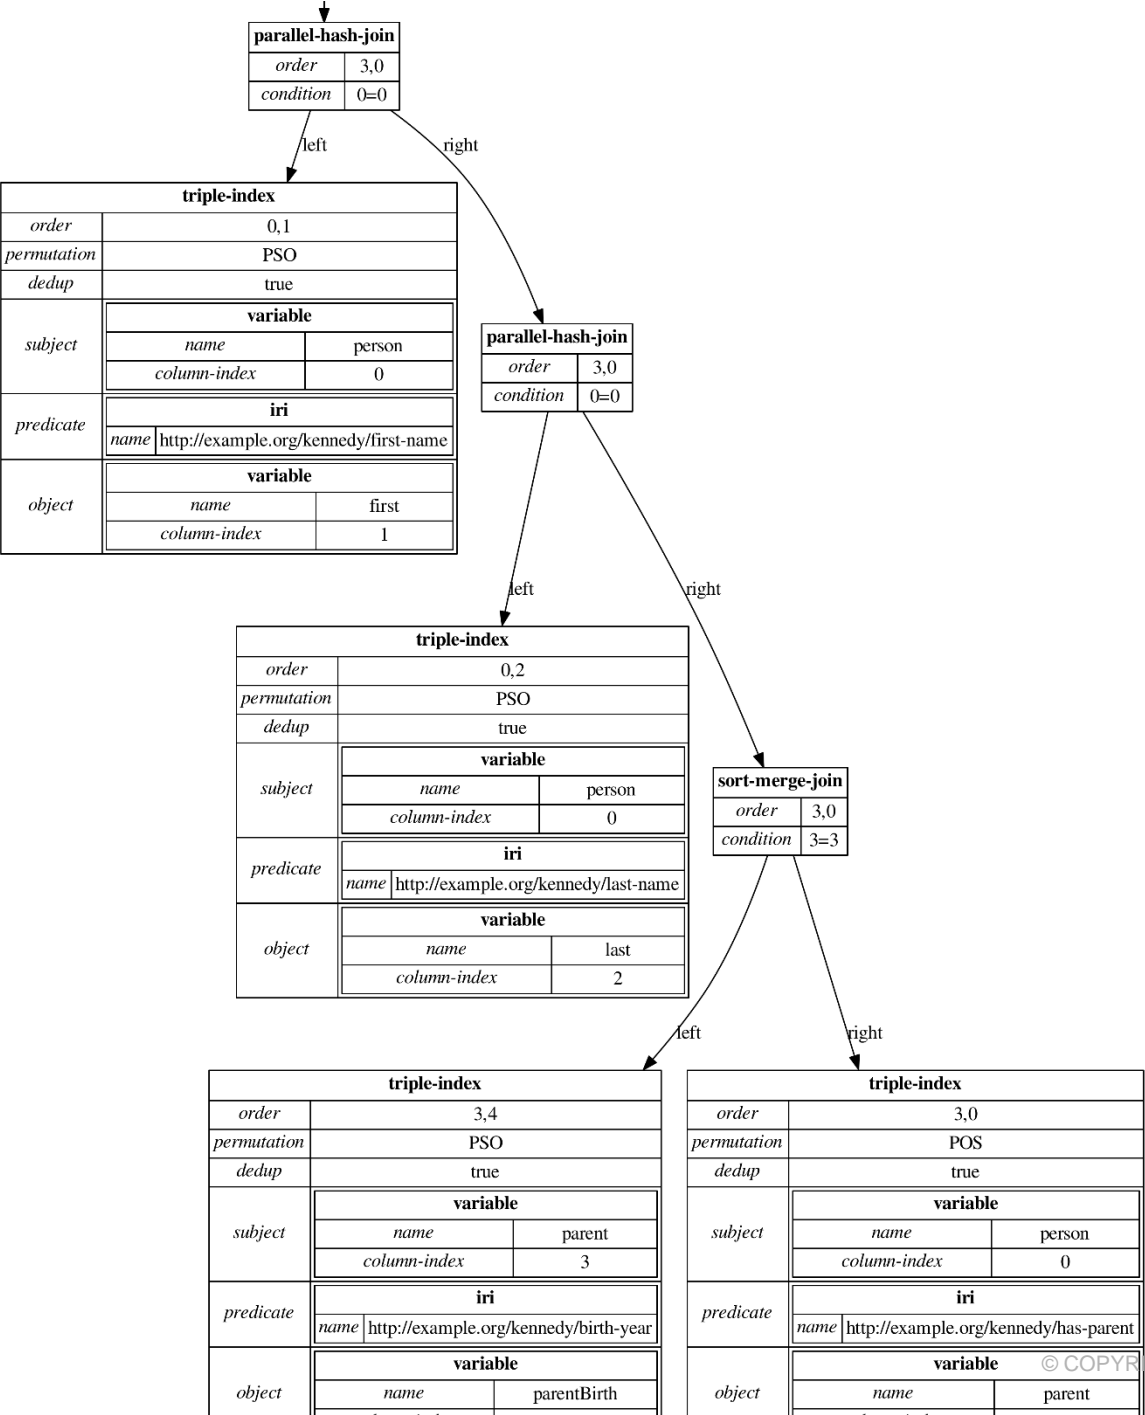 parallel-hash-join
order 3,0
condition 0=0
left
right
triple-index
order 0,1
permutation PSO
dedup true
subject
variable
name person
column-index 0
predicate
iri
name http://example.org/kennedy/first-name
object
variable
name first
column-index 1
parallel-hash-join
order 3,0
condition 0=0
left
right
triple-index
order 0,2
permutation PSO
dedup true
subject
variable
name person
column-index 0
predicate
iri
name http://example.org/kennedy/last-name
object
variable
name last
column-index 2
sort-merge-join
order 3,0
condition 3=3
left
right
triple-index
order 3,4
permutation PSO
dedup true
subject
variable
name parent
column-index 3
predicate
iri
name http://example.org/kennedy/birth-year
object
variable
name parentBirth
triple-index
order 3,0
permutation POS
dedup true
subject
variable
name person
column-index 0
predicate
iri
name http://example.org/kennedy/has-parent
object
variable
name parent
© COPYRI